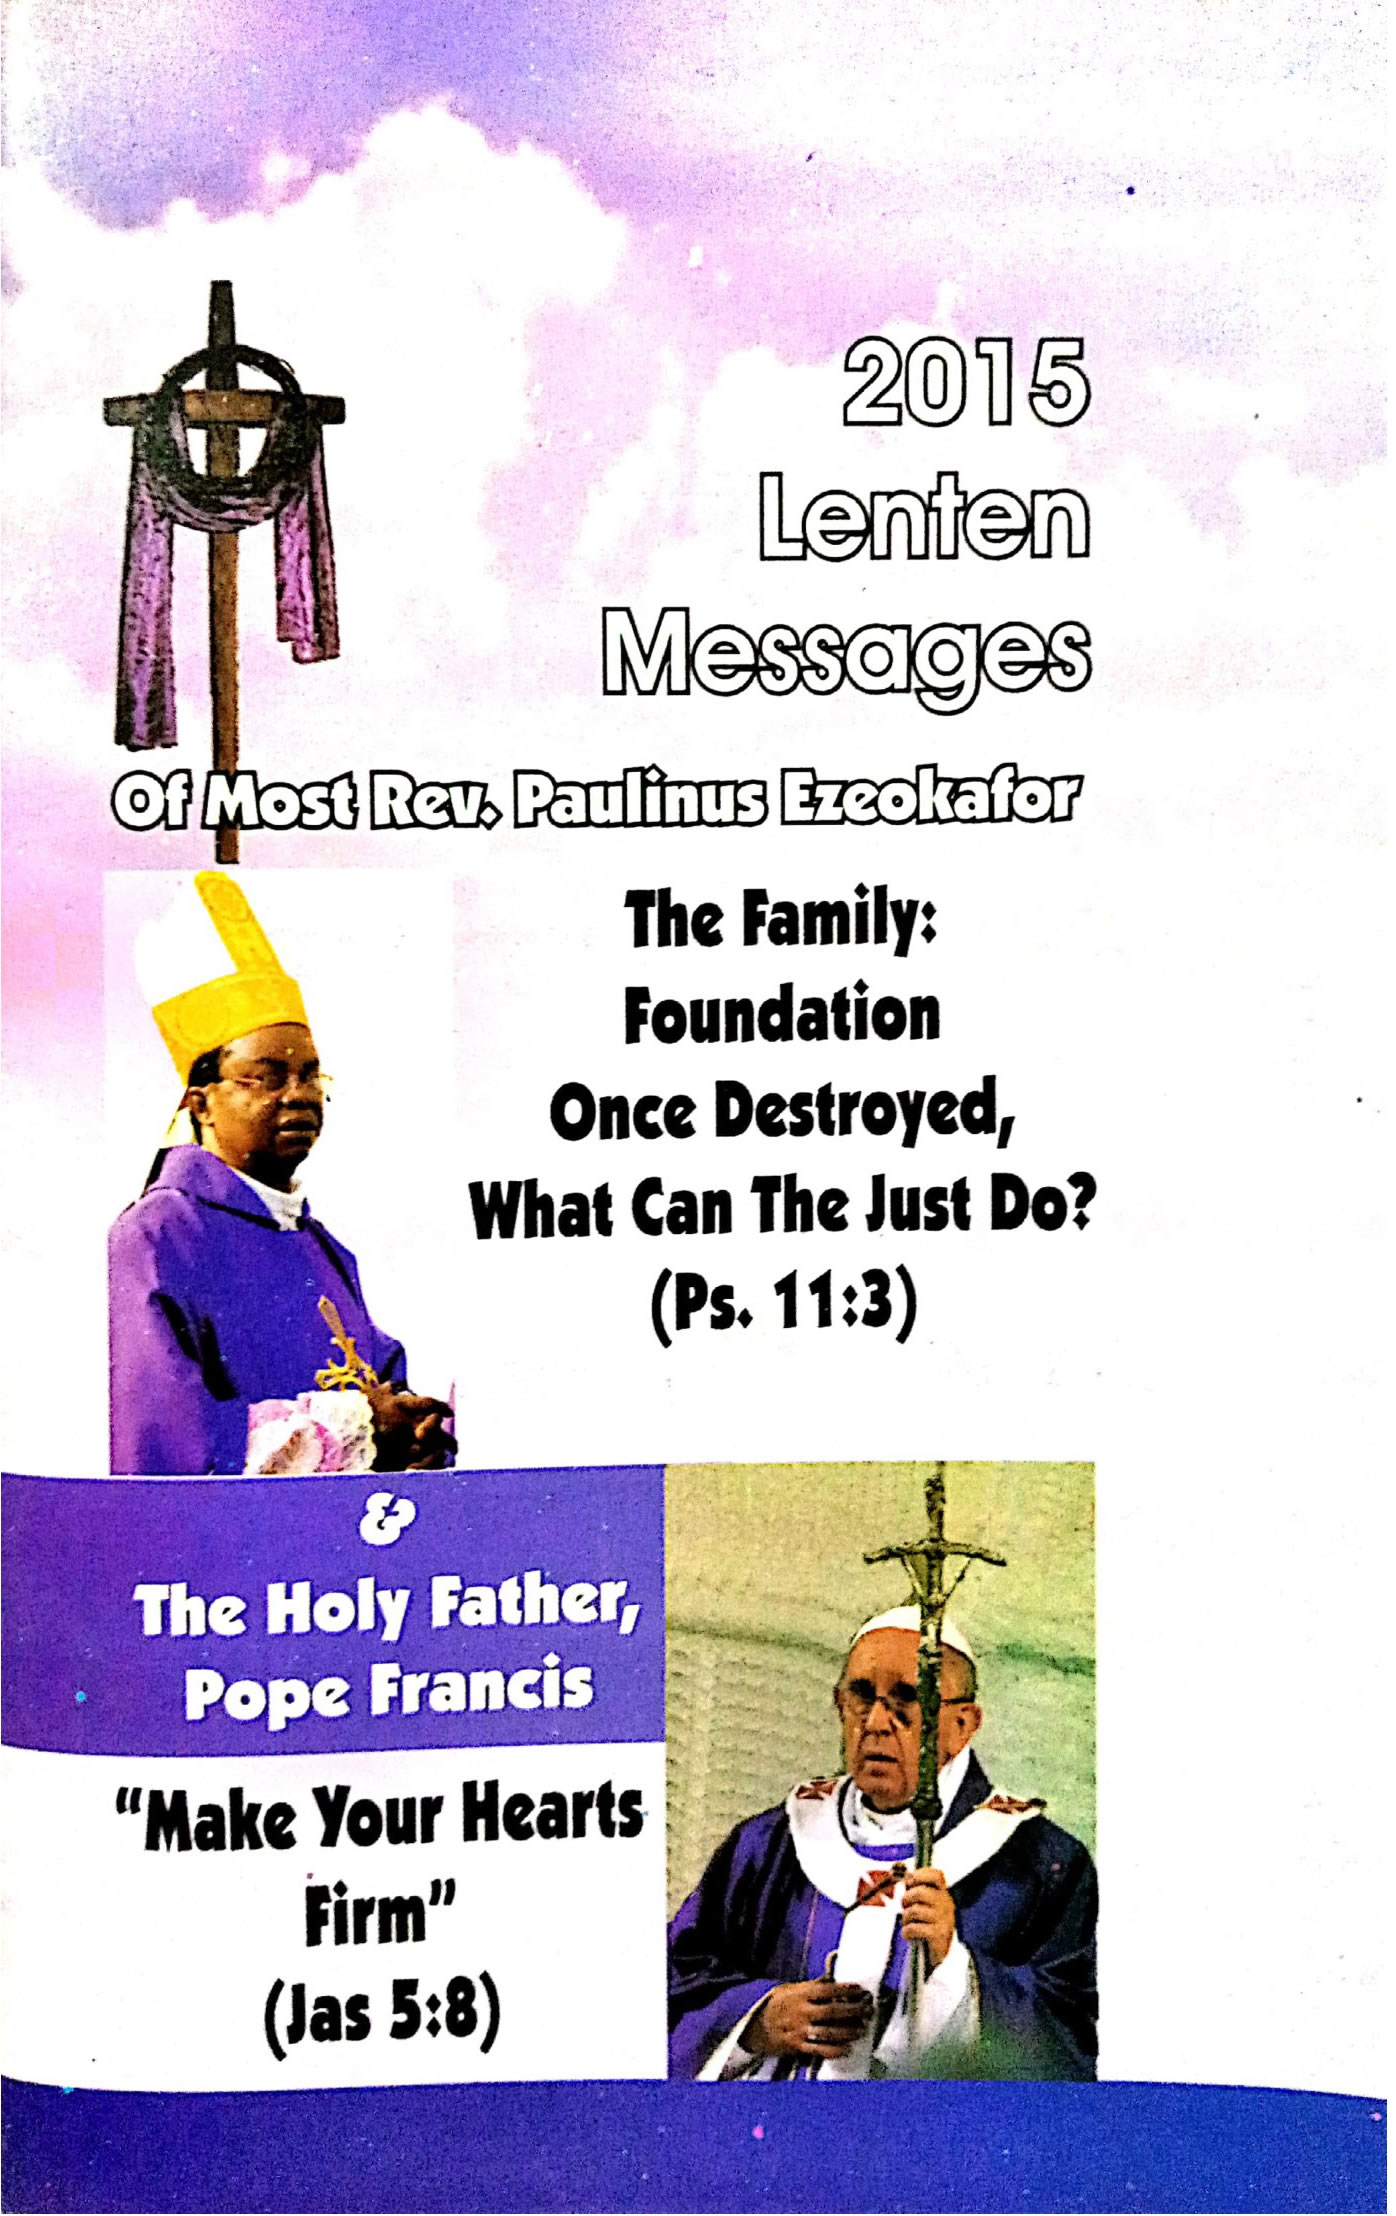 2015
Lenten
Messages
Of Most Rev. Paulinus Ezeokafor
The Family:
Foundation
Once Destroyed,
What Can The Just Do?
(Ps. 11:3)
&
The Holy Father,
Pope Francis
“Make Your Hearts
Firm”
(Jas 5:8)